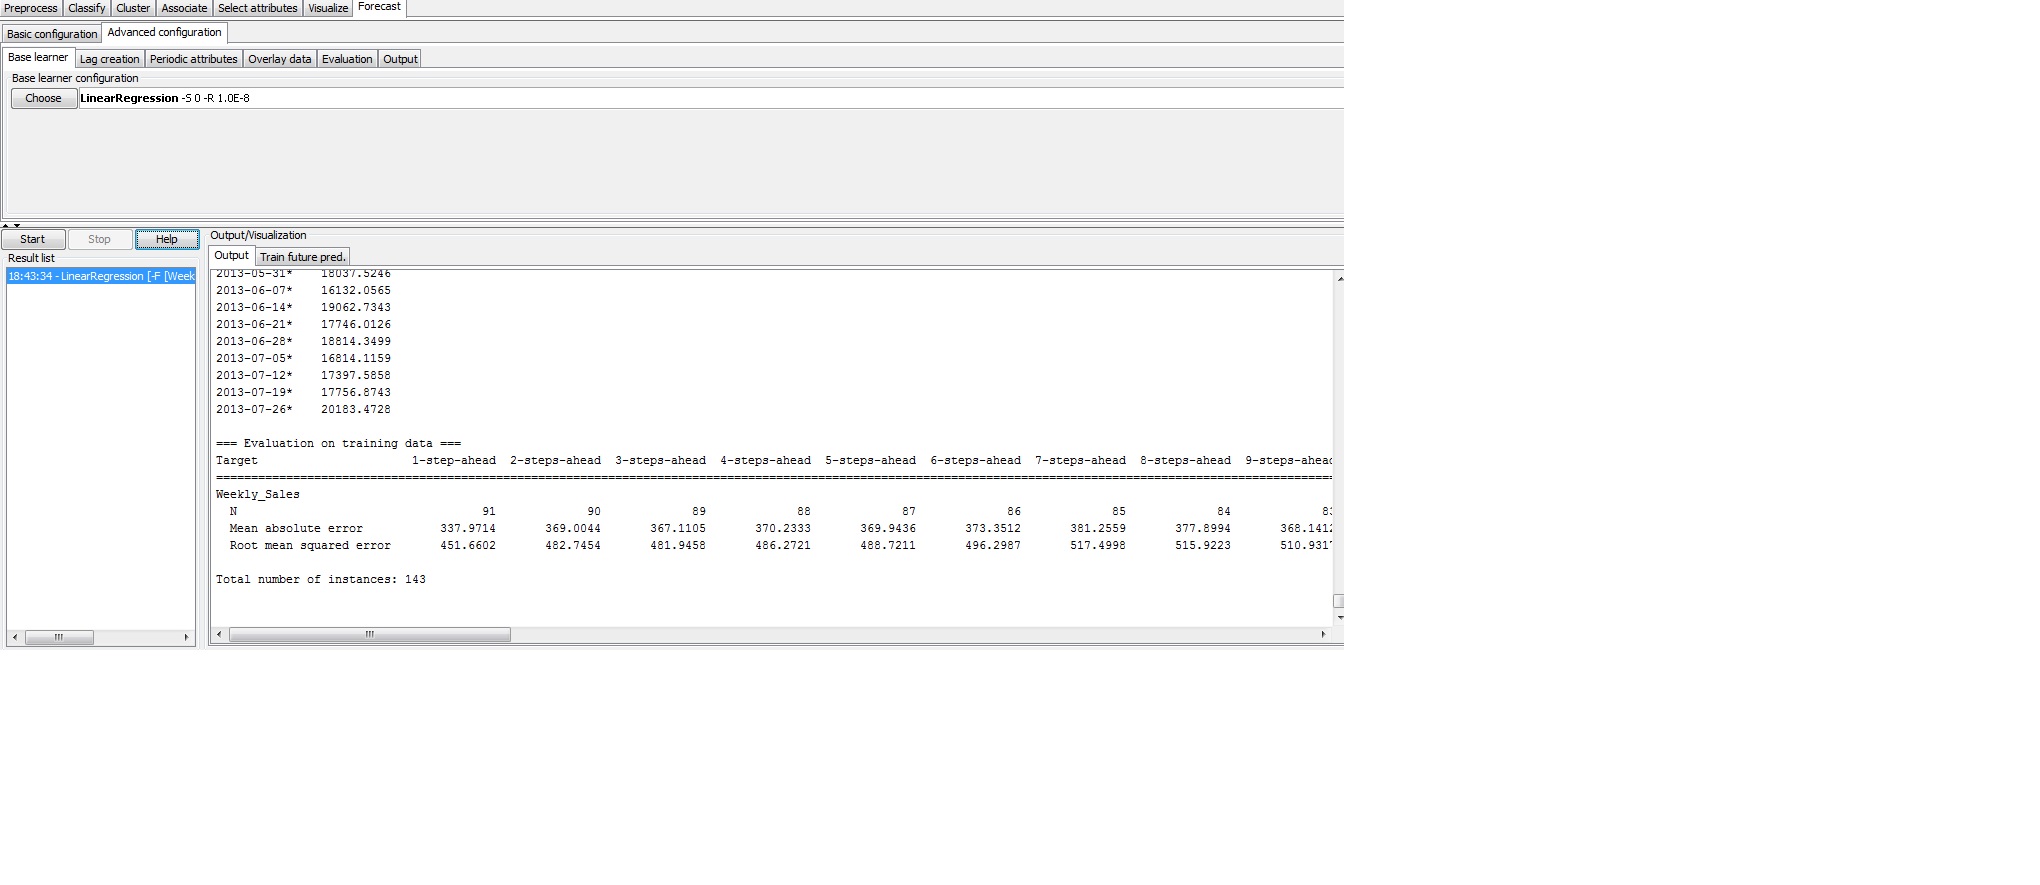 Preprocess Classify Cluster Associate Select attributes Visualize Forecast
Basic configuration Advanced configuration
Base learner Lag creation Periodic attributes Overlay data Evaluation Output
Base learner configuration
Choose LinearRegression -S 0 -R 1.0E-8
Start Stop Help
Result list
18:43:34 - LinearRegression [-F [Week
Output/Visualization
Output Train future pred.
2013-05-31* 18037.5246
2013-06-07* 16132.0565
2013-06-14* 19062.7343
2013-06-21* 17746.0126
2013-06-28* 18814.3499
2013-07-05* 16814.1159
2013-07-12* 17397.5858
2013-07-19* 17756.8743
2013-07-26* 20183.4728
=== Evaluation on training data ===
Target 1-step-ahead 2-steps-ahead 3-steps-ahead 4-steps-ahead 5-steps-ahead 6-steps-ahead 7-steps-ahead 8-steps-ahead 9-steps-ahead
Weekly_Sales
N 91 90 89 88 87 86 85 84 83
Mean absolute error 337.9714 369.0044 367.1105 370.2333 369.9436 373.3512 381.2559 377.8994 368.1412
Root mean squared error 451.6602 482.7454 481.9458 486.2721 488.7211 496.2987 517.4998 515.9223 510.9317
Total number of instances: 143